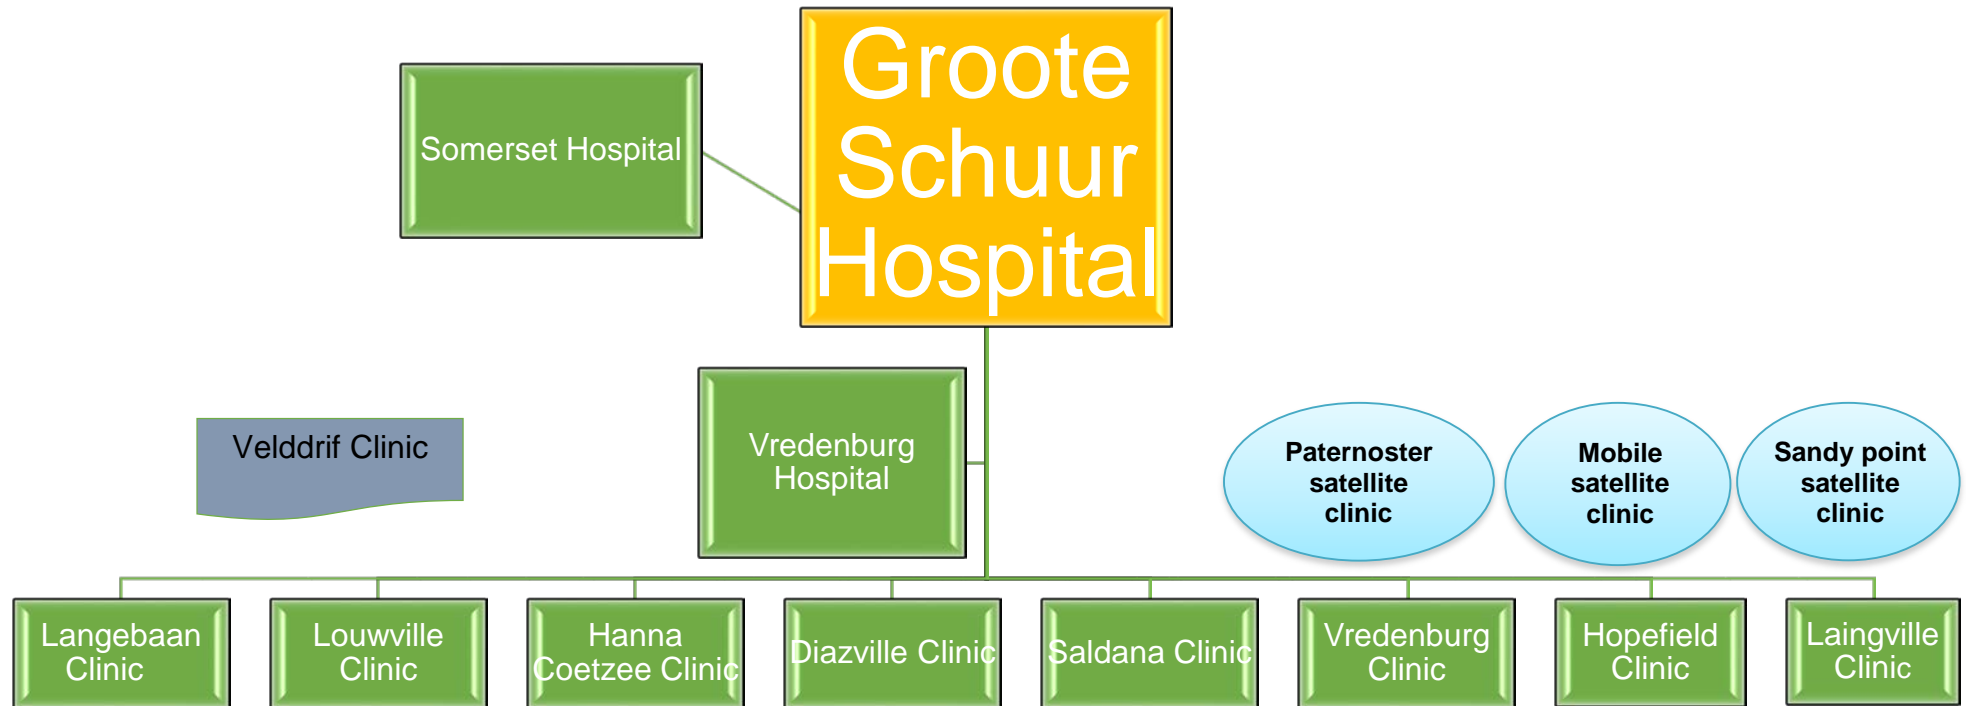 Groote
Schuur
Hospital
Somerset Hospital
Vredenburg
Hospital
Velddrif Clinic
Paternoster
satellite
clinic
Mobile
satellite
clinic
Sandy point
satellite
clinic
Langebaan
Clinic
Louwville
Clinic
Hanna
Coetzee Clinic
Diazville Clinic
Saldana Clinic
Vredenburg
Clinic
Hopefield
Clinic
Laingville
Clinic